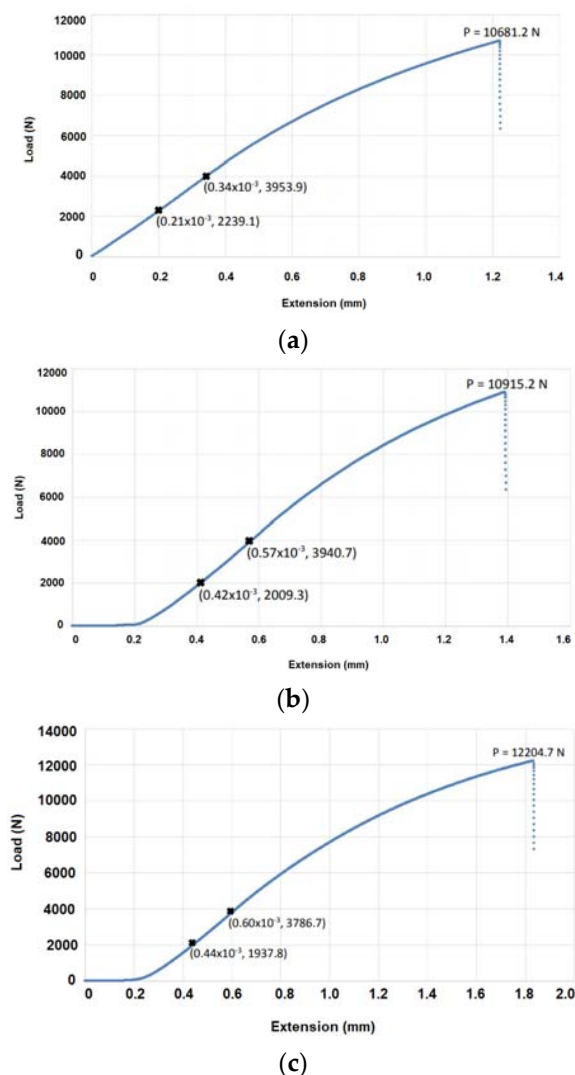 12000
P = 10681.2 N
10000
8000
Load (N)
6000
4000
(0.34x10⁻³, 3953.9)
2000
(0.21x10⁻³, 2239.1)
0
0 0.2 0.4 0.6 0.8 1.0 1.2 1.4
Extension (mm)
(a)
12000
P = 10915.2 N
10000
8000
Load (N)
6000
4000
(0.57x10⁻³, 3940.7)
2000
(0.42x10⁻³, 2009.3)
0
0 0.2 0.4 0.6 0.8 1.0 1.2 1.4 1.6
Extension (mm)
(b)
14000
P = 12204.7 N
12000
10000
Load (N)
8000
6000
4000
(0.60x10⁻³, 3786.7)
2000
(0.44x10⁻³, 1937.8)
0
0 0.2 0.4 0.6 0.8 1.0 1.2 1.4 1.6 1.8 2.0
Extension (mm)
(c)